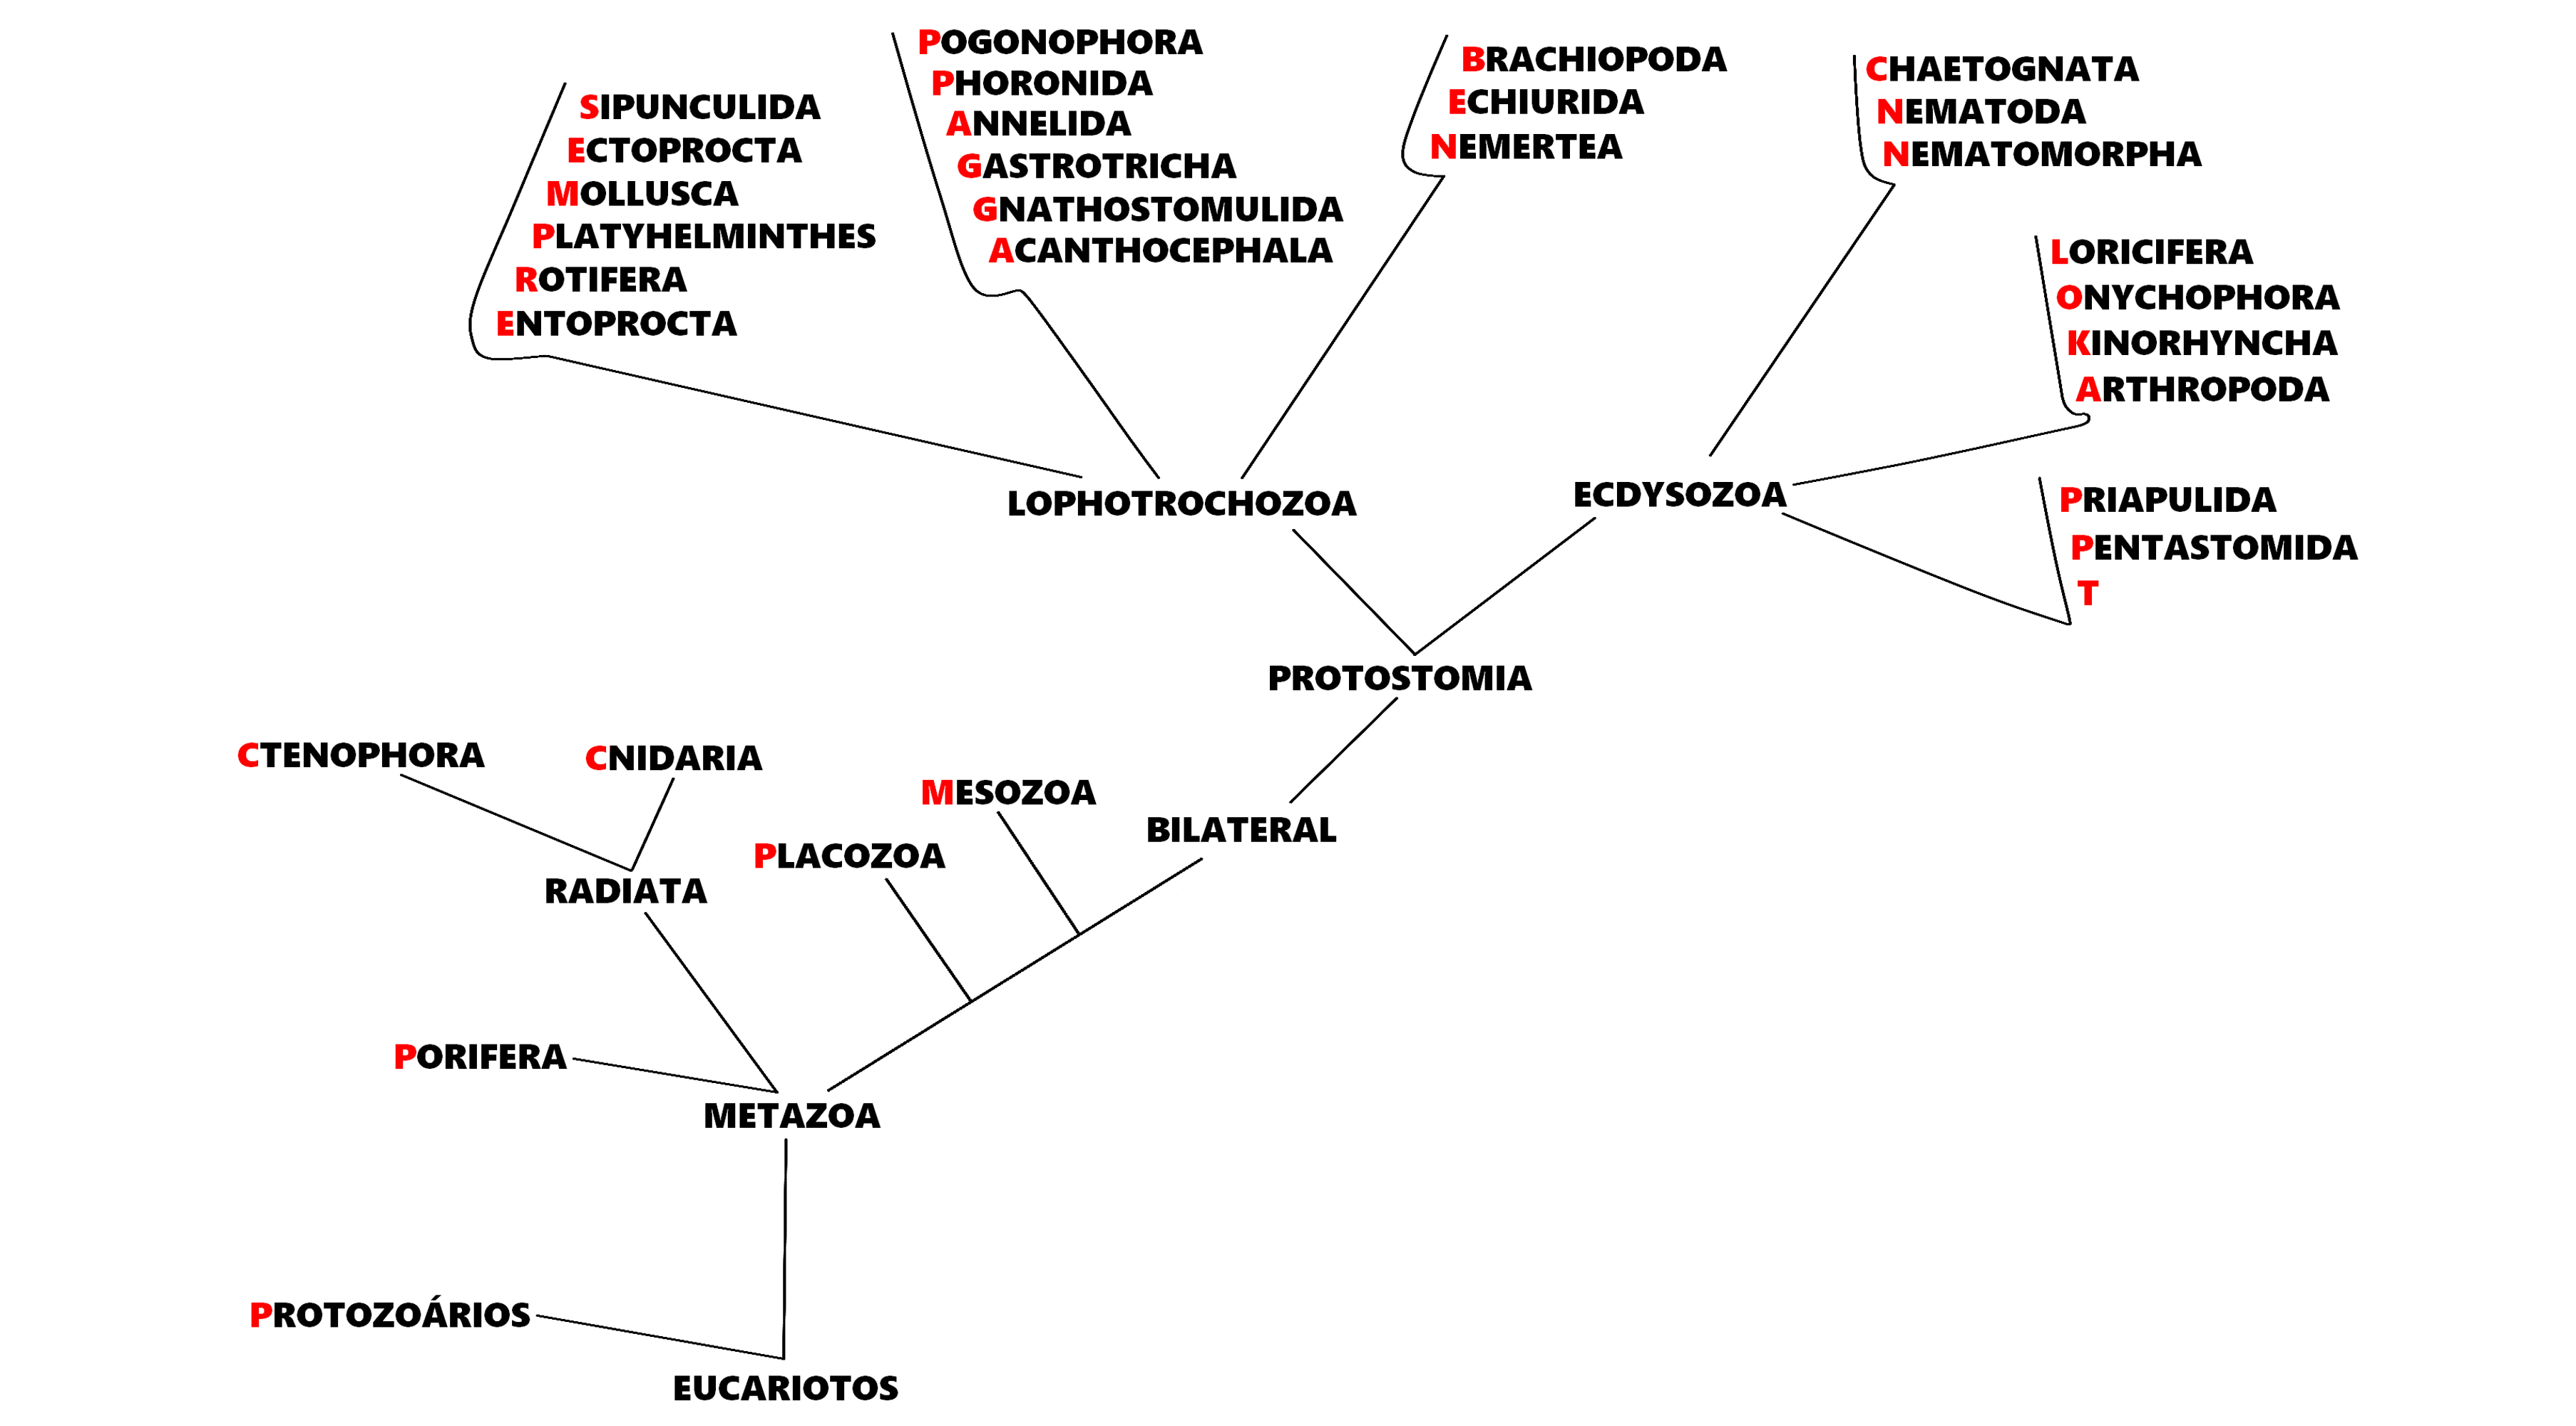 SIPUNCULIDA
ECTOPROCTA
MOLLUSCA
PLATYHELMINTHES
ROTIFERA
ENTOPROCTA
POGONOPHORA
PHORONIDA
ANNELIDA
GASTROTRICHA
GNATHOSTOMULIDA
ACANTHOCEPHALA
BRACHIOPODA
ECHIURIDA
NEMERTEA
CHAETOGNATA
NEMATODA
NEMATOMORPHA
LORICIFERA
ONYCHOPHORA
KINORHYNCHA
ARTHROPODA
PRIAPULIDA
PENTASTOMIDA
T
LOPHOTROCHOZOA
ECDYSOZOA
PROTOSTOMIA
CTENOPHORA
CNIDARIA
MESOZOA
BILATERAL
PLACOZOA
RADIATA
PORIFERA
METAZOA
PROTOZOÁRIOS
EUCARIOTOS